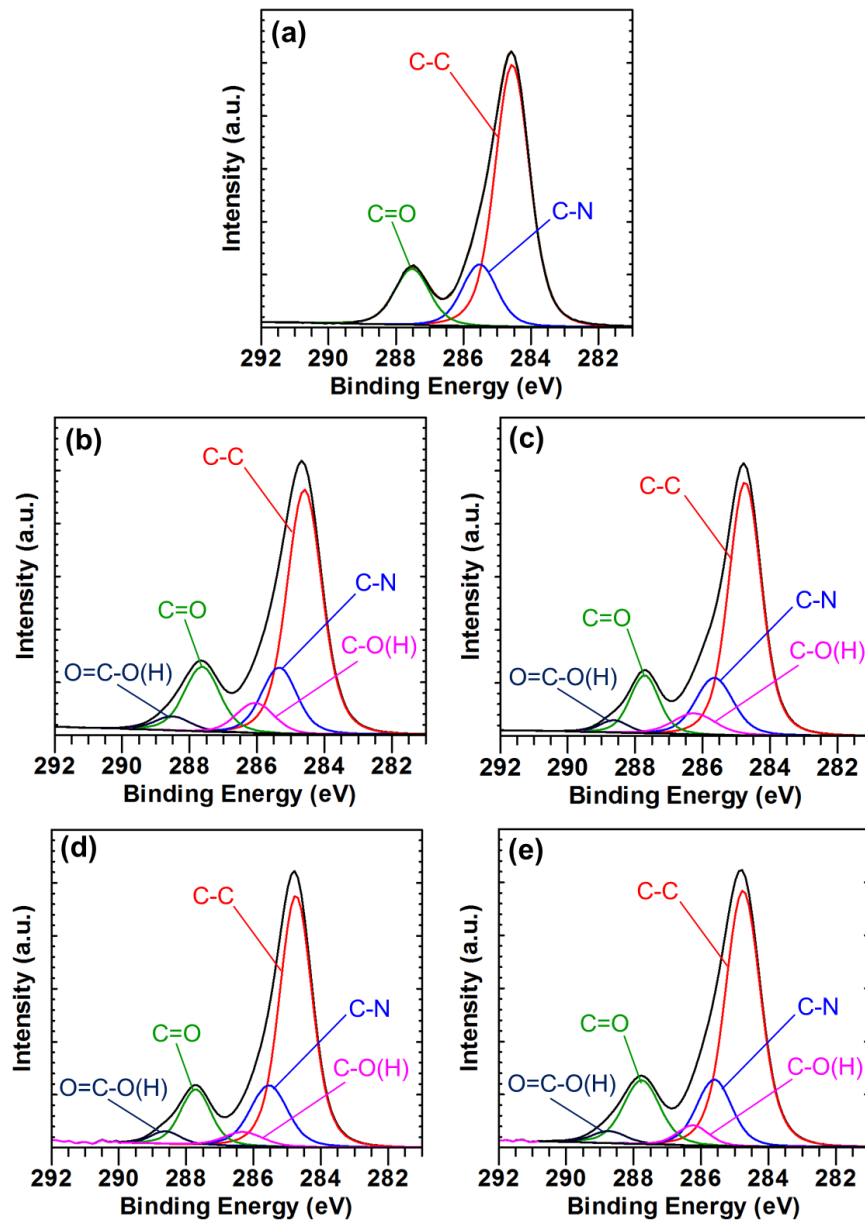 (a)
C-C
C=O
C-N
Intensity (a.u.)
292 290 288 286 284 282
Binding Energy (eV)
(b)
C-C
C-N
C=O
C-O(H)
O=C-O(H)
Intensity (a.u.)
292 290 288 286 284 282
Binding Energy (eV)
(c)
C-C
C-N
C=O
C-O(H)
O=C-O(H)
Intensity (a.u.)
292 290 288 286 284 282
Binding Energy (eV)
(d)
C-C
C-N
C=O
C-O(H)
O=C-O(H)
Intensity (a.u.)
292 290 288 286 284 282
Binding Energy (eV)
(e)
C-C
C=O
C-N
C-O(H)
O=C-O(H)
Intensity (a.u.)
292 290 288 286 284 282
Binding Energy (eV)